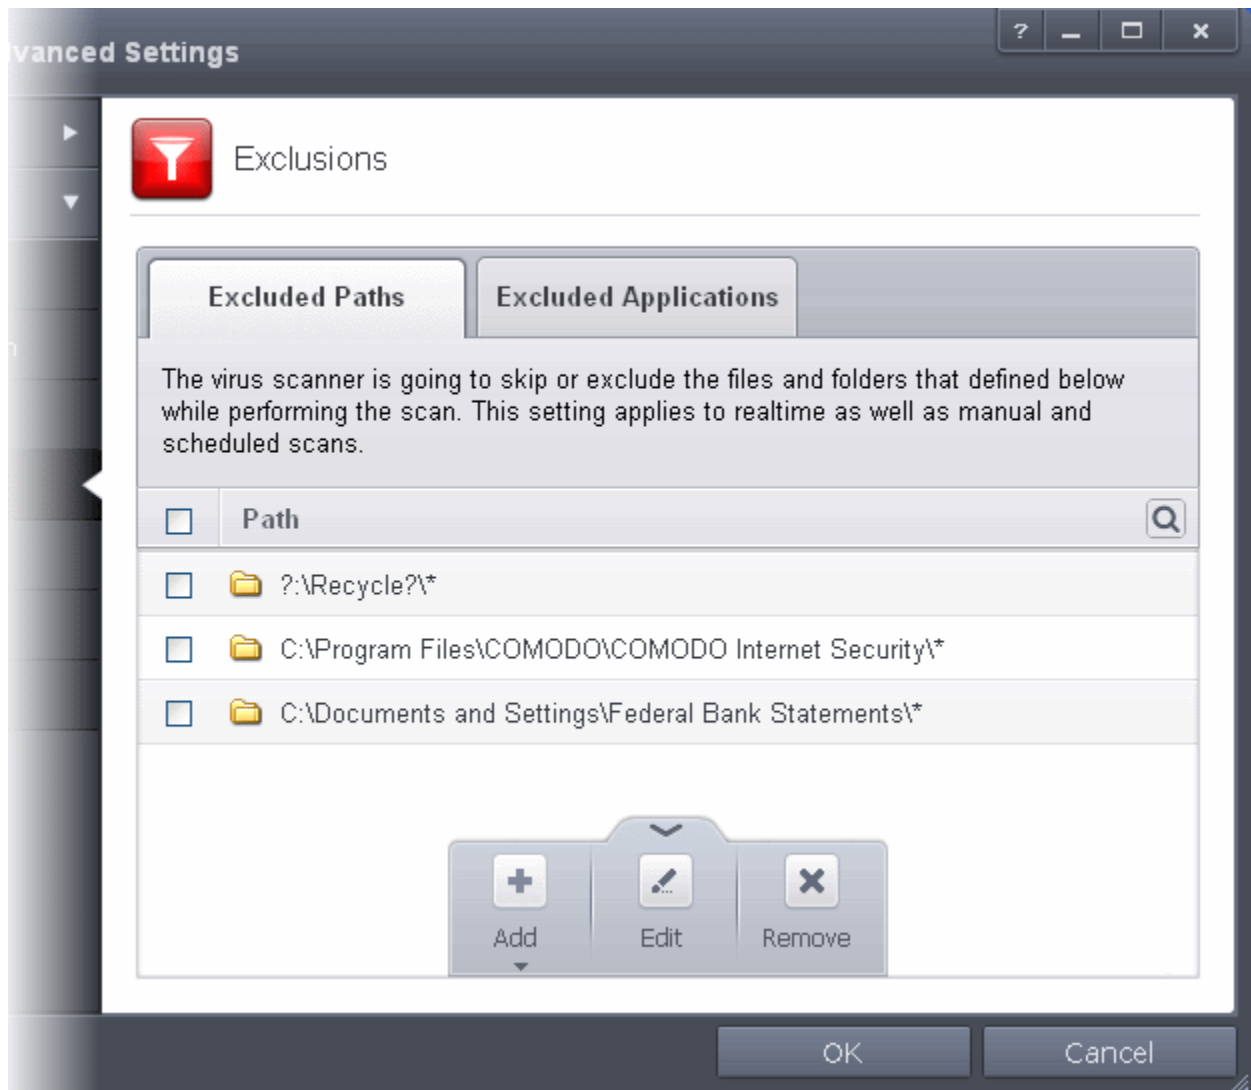 vanced Settings
?
Exclusions
Excluded Paths
Excluded Applications
The virus scanner is going to skip or exclude the files and folders that defined below
while performing the scan. This setting applies to realtime as well as manual and
scheduled scans.
Path
?:\Recycle?\*
C:\Program Files\COMODO\COMODO Internet Security\*
C:\Documents and Settings\Federal Bank Statements\*
Add
Edit
Remove
OK
Cancel